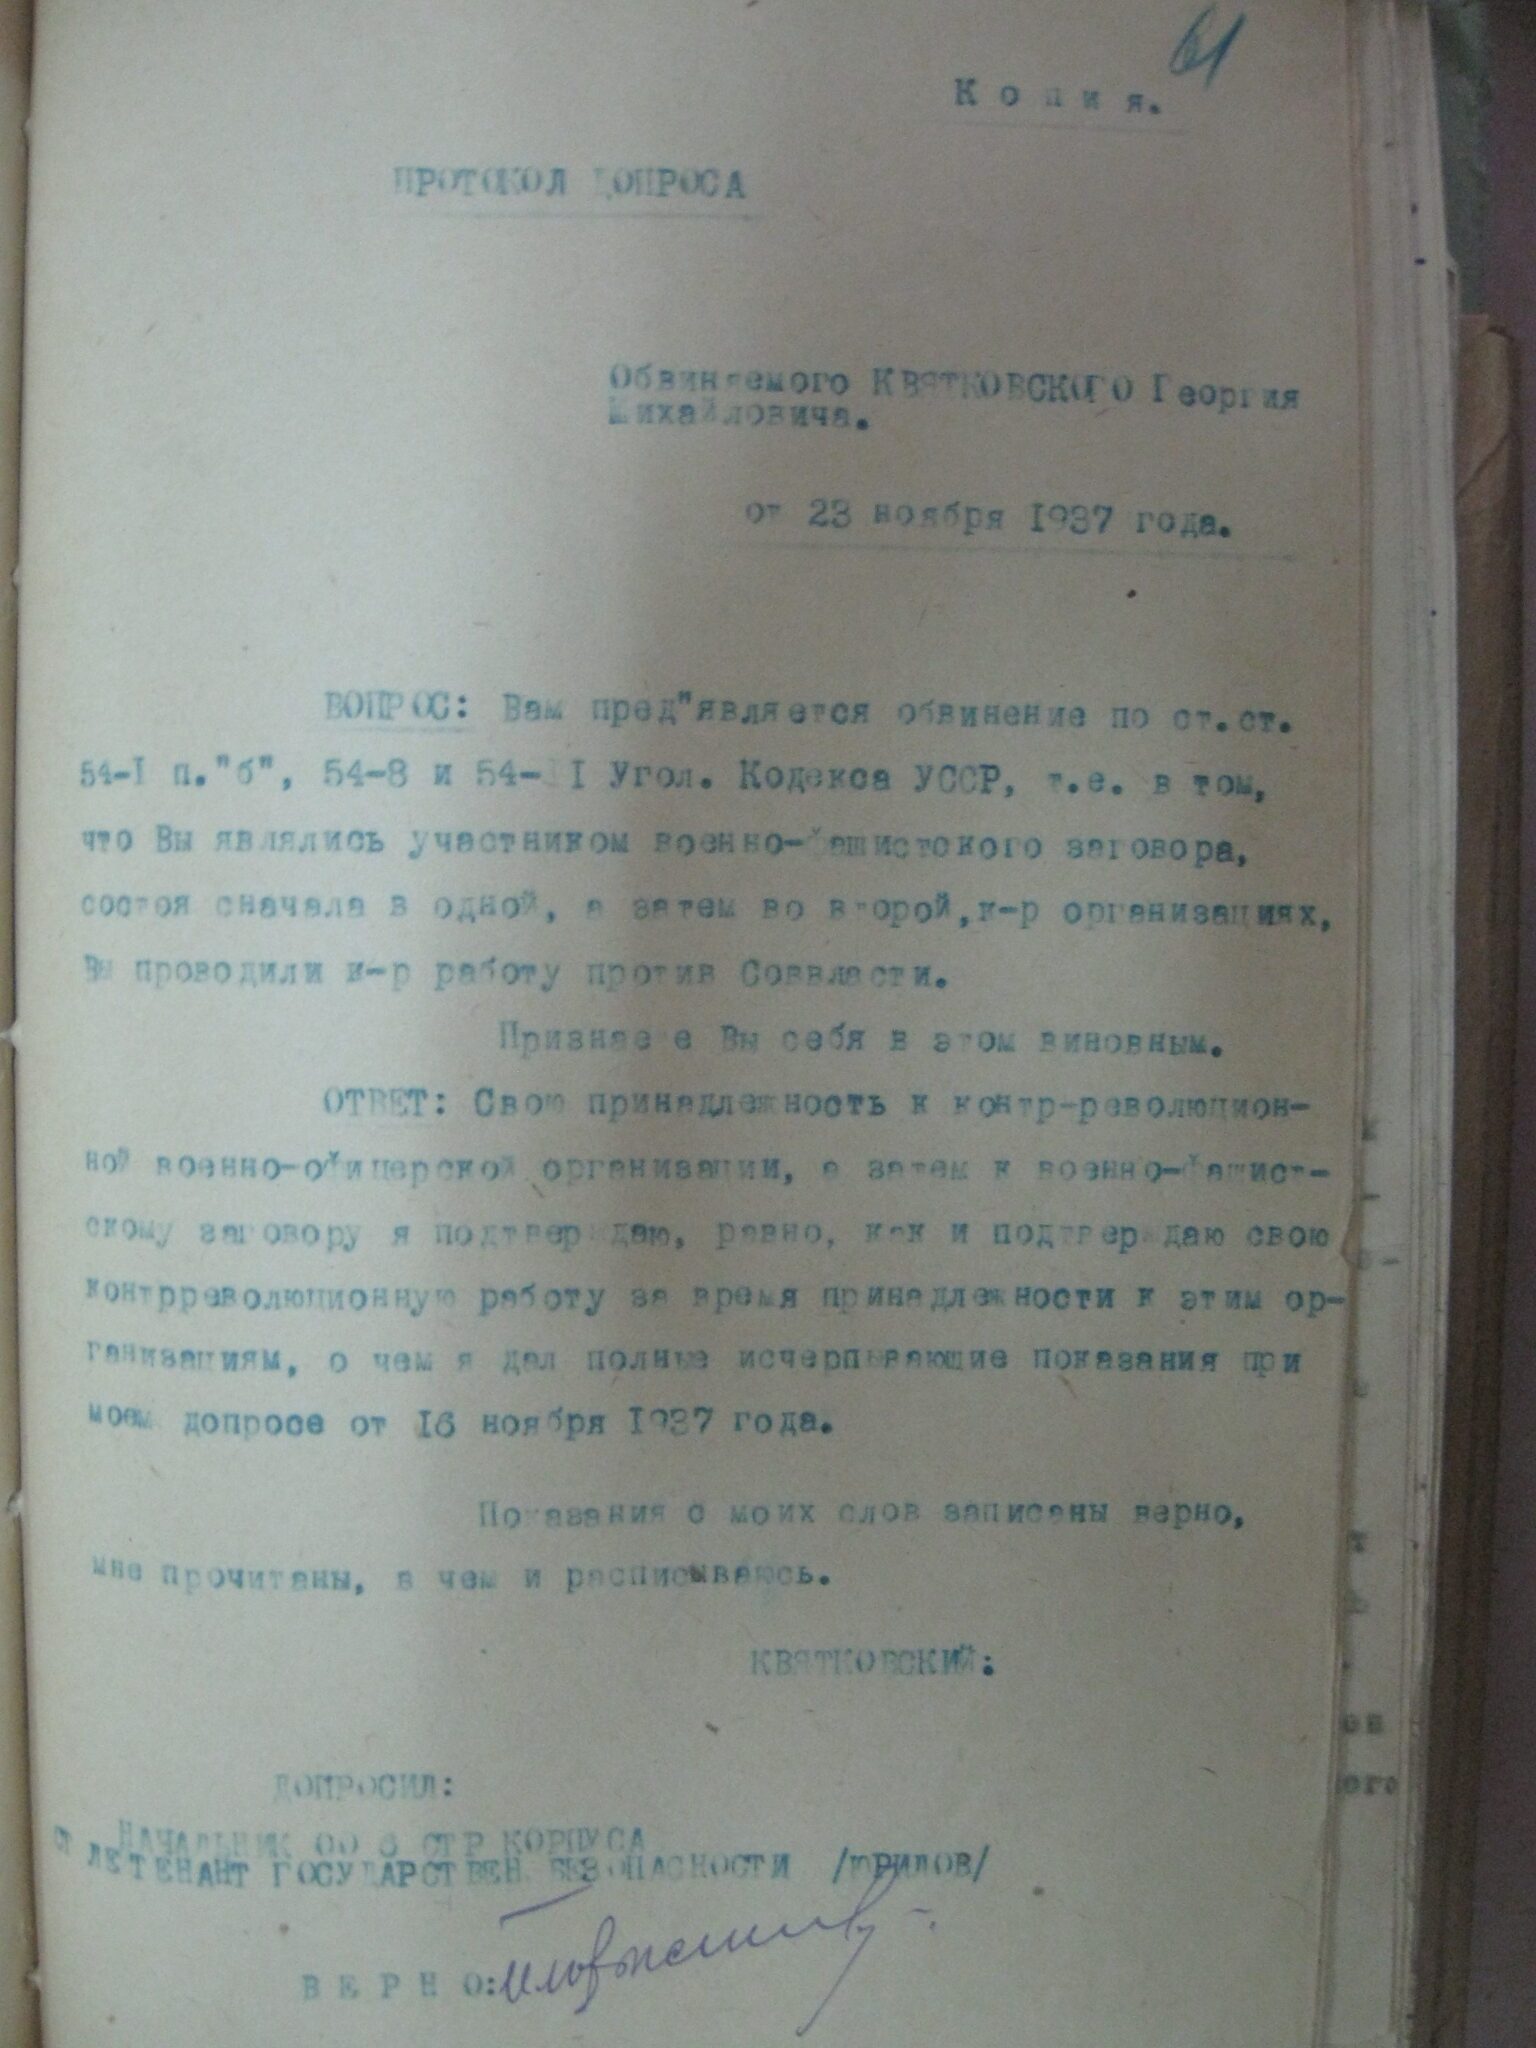 61
К о п и я.
ПРОТОКОЛ ДОПРОСА
Обвиняемого КВЯТКОВСКОГО Георгия
Михайловича.
от 23 ноября 1937 года.
ВОПРОС: Вам пред"является обвинение по ст.ст.
54-I п."б", 54-8 и 54-II Угол. Кодекса УССР, т.е. в том,
что Вы являлись участником военно-фашистского заговора,
состоя сначала в одной, а затем во второй,к-р организациях,
Вы проводили к-р работу против Соввласти.
Признаете Вы себя в этом виновным.
ОТВЕТ: Свою принадлежность к контр-революцион-
ной военно-офицерской организации, а затем к военно-фашист-
скому заговору я подтверждаю, равно, как и подтверждаю свою
контрреволюционную работу за время принадлежности к этим ор-
ганизациям, о чем я дал полные исчерпывающие показания при
моем допросе от 16 ноября 1937 года.
Показания с моих слов записаны верно,
мне прочитаны, в чем и расписываюсь.
КВЯТКОВСКИЙ:
ДОПРОСИЛ:
НАЧАЛЬНИК ОО 6 СТР КОРПУСА
СТ ЛЕТЕНАНТ ГОСУДАРСТВЕН. БЕЗОПАСНОСТИ /ЮРИЛОВ/
В Е Р Н О: